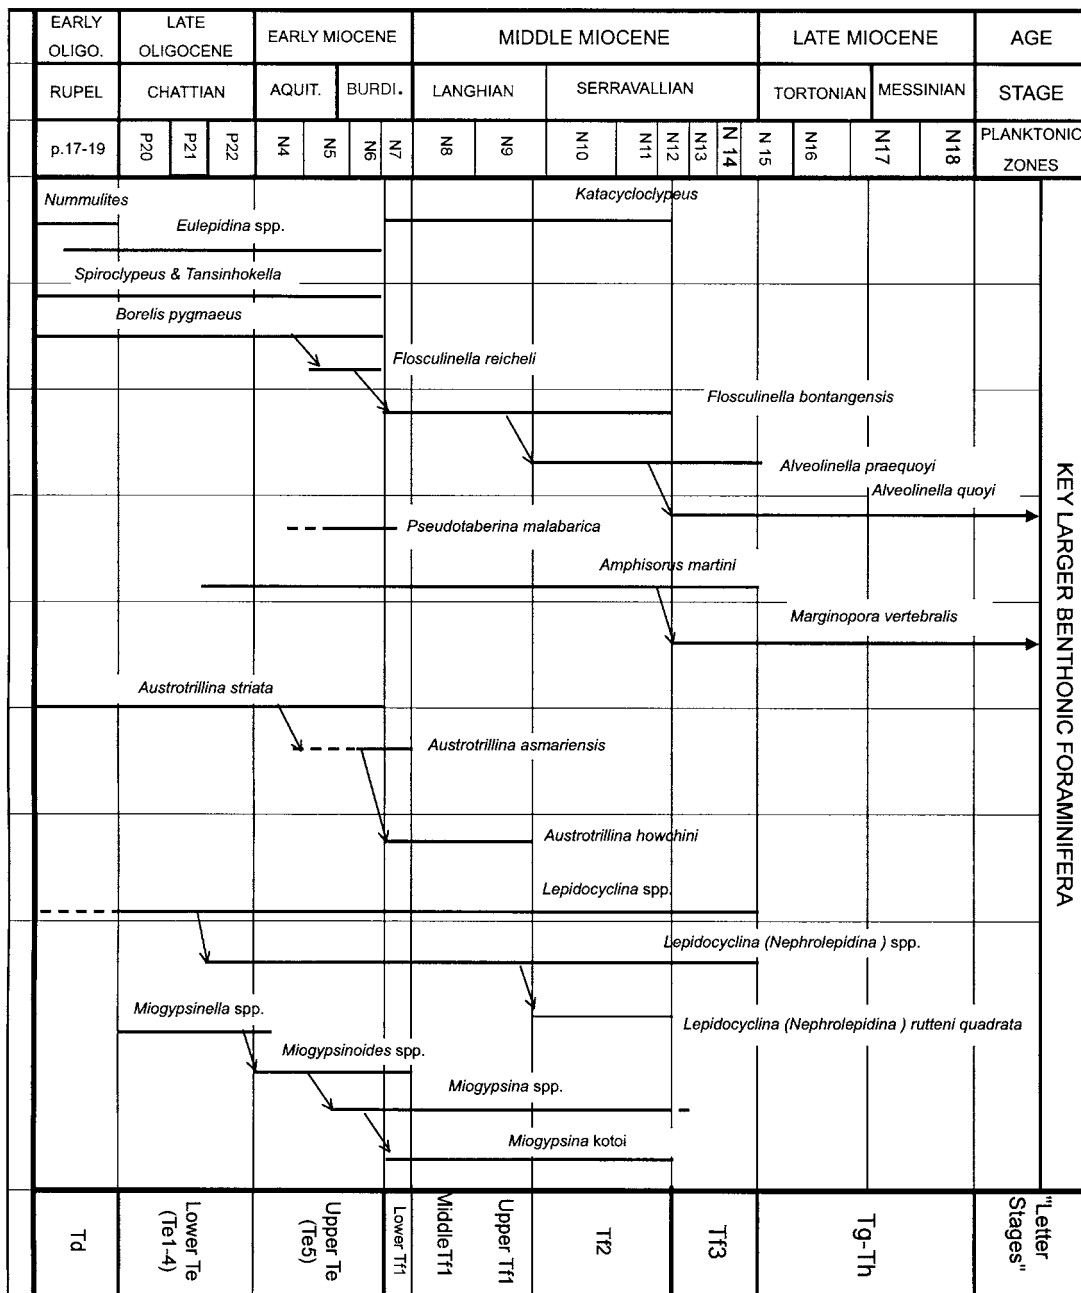 EARLY OLIGO.
LATE OLIGOCENE
EARLY MIOCENE
MIDDLE MIOCENE
LATE MIOCENE
AGE
RUPEL
CHATTIAN
AQUIT.
BURDI.
LANGHIAN
SERRAVALLIAN
TORTONIAN
MESSINIAN
STAGE
p.17-19
P20
P21
P22
N4
N5
N6
N7
N8
N9
N10
N11
N12
N13
N 14
N 15
N16
N17
N18
PLANKTONIC ZONES
Nummulites
Katacycloclypeus
Eulepidina spp.
Spiroclypeus & Tansinhokella
Borelis pygmaeus
Flosculinella reicheli
Flosculinella bontangensis
Alveolinella praequoyi
Alveolinella quoyi
Pseudotaberina malabarica
Amphisorus martini
Marginopora vertebralis
Austrotrillina striata
Austrotrillina asmariensis
Austrotrillina howchini
Lepidocyclina spp.
Lepidocyclina (Nephrolepidina ) spp.
Miogypsinella spp.
Lepidocyclina (Nephrolepidina ) rutteni quadrata
Miogypsinoides spp.
Miogypsina spp.
Miogypsina kotoi
KEY LARGER BENTHONIC FORAMINIFERA
Td
Lower Te
(Te1-4)
Upper Te
(Te5)
Lower Tf1
Middle Tf1
Upper Tf1
Tf2
Tf3
Tg-Th
"Letter
Stages"